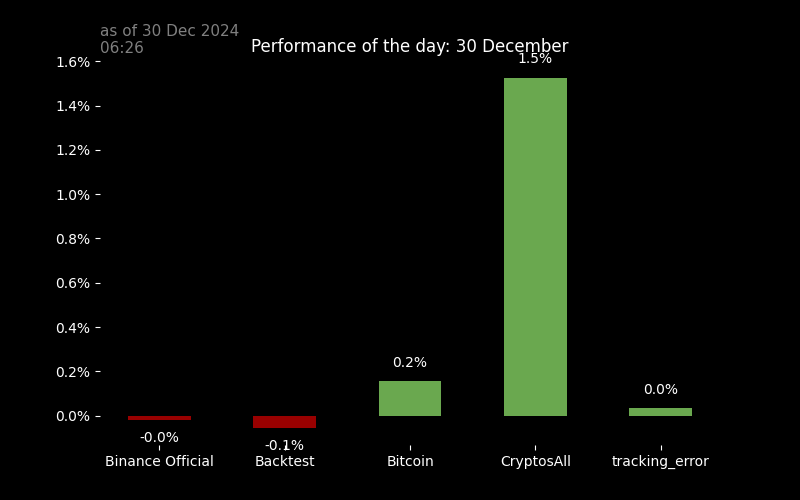 as of 30 Dec 2024
06:26
Performance of the day: 30 December
1.6%
1.4%
1.2%
1.0%
0.8%
0.6%
0.4%
0.2%
0.0%
-0.0%
-0.1%
0.2%
1.5%
0.0%
Binance Official
Backtest
Bitcoin
CryptosAll
tracking_error